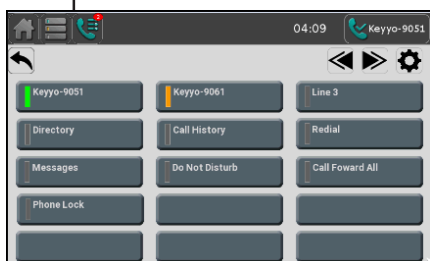 04:09 Keyyo-9051
Keyyo-9051 Keyyo-9061 Line 3
Directory Call History Redial
Messages Do Not Disturb Call Foward All
Phone Lock